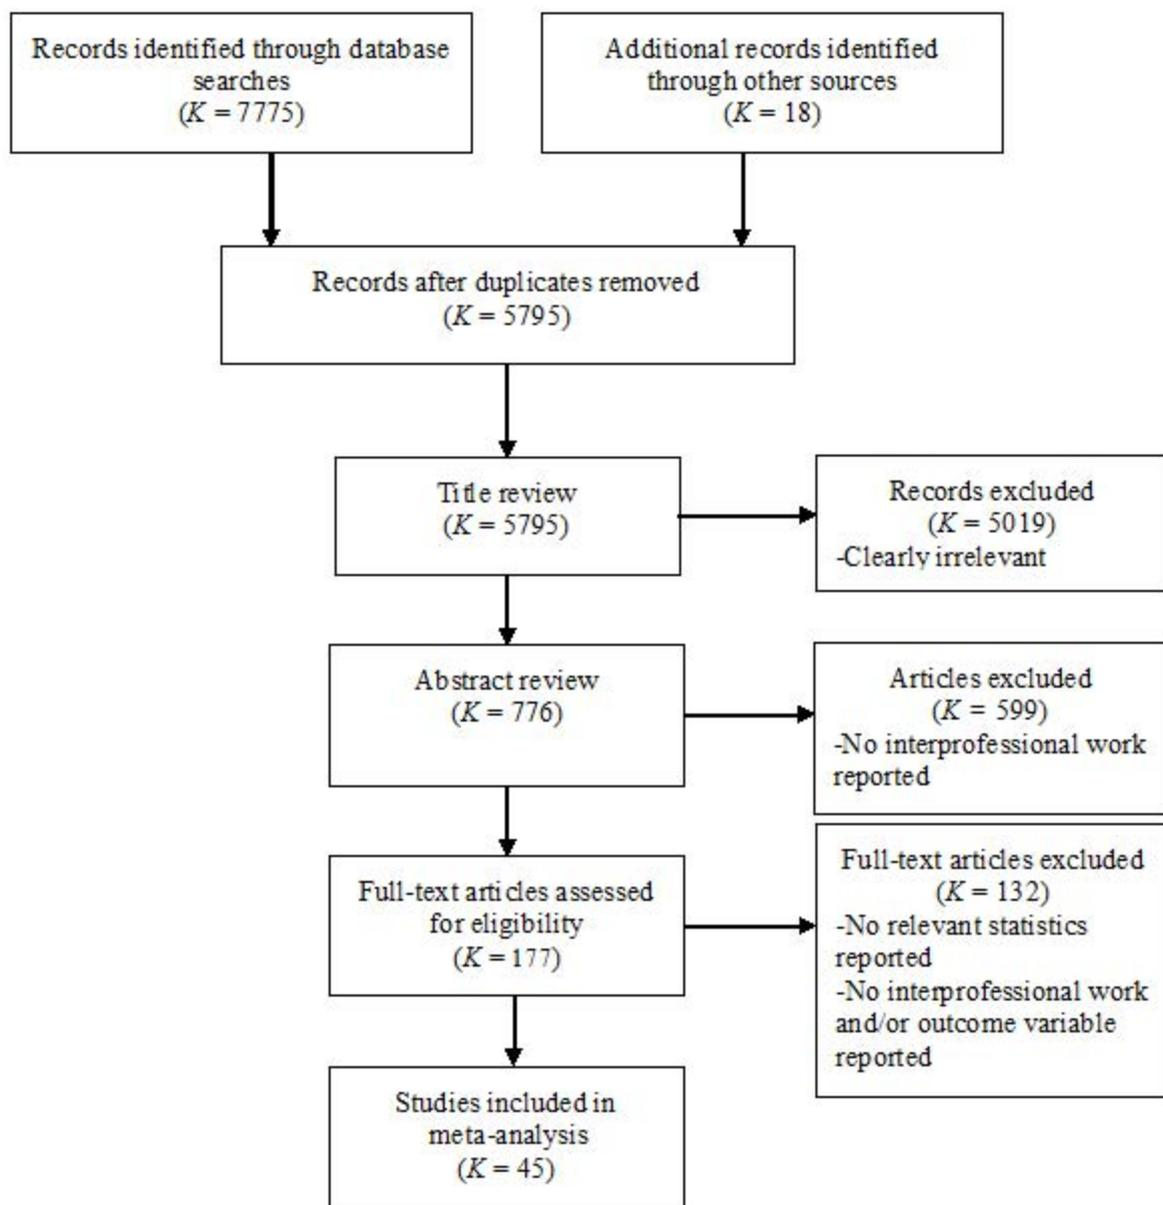 Records identified through database
searches
(K = 7775)
Additional records identified
through other sources
(K = 18)
Records after duplicates removed
(K = 5795)
Title review
(K = 5795)
Records excluded
(K = 5019)
-Clearly irrelevant
Abstract review
(K = 776)
Articles excluded
(K = 599)
-No interprofessional work
reported
Full-text articles assessed
for eligibility
(K = 177)
Full-text articles excluded
(K = 132)
-No relevant statistics
reported
-No interprofessional work
and/or outcome variable
reported
Studies included in
meta-analysis
(K = 45)